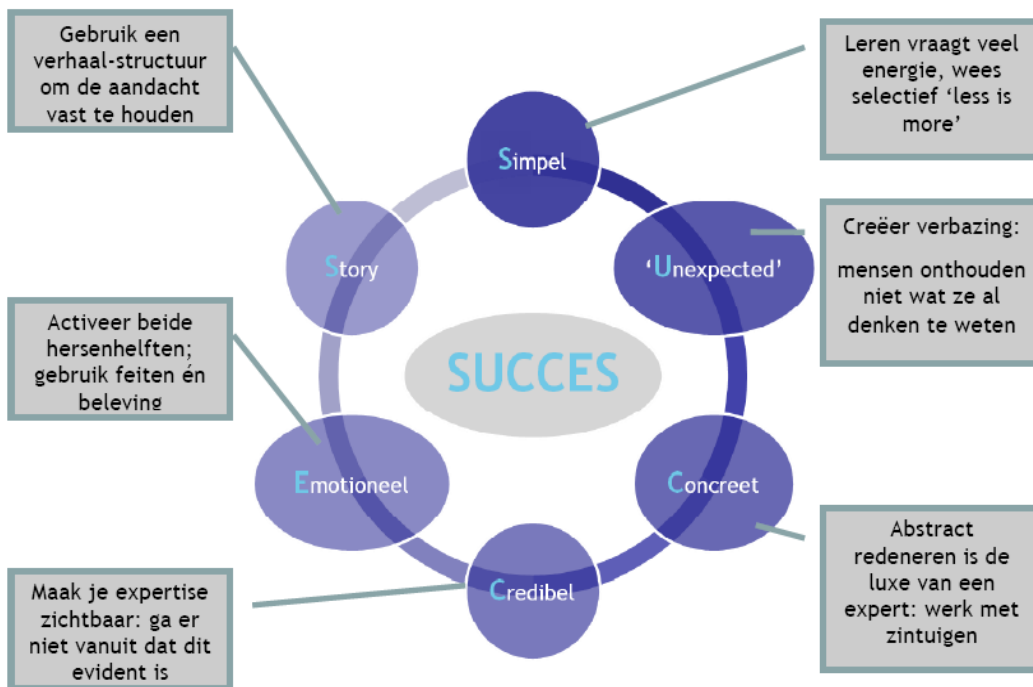 Gebruik een
verhaal-structuur
om de aandacht
vast te houden
Leren vraagt veel
energie, wees
selectief ‘less is
more’
Simpel
Story
‘Unexpected’
Creëer verbazing:
mensen onthouden
niet wat ze al
denken te weten
Activeer beide
hersenhelften;
gebruik feiten én
beleving
SUCCES
Emotioneel
Concreet
Abstract
redeneren is de
luxe van een
expert: werk met
zintuigen
Maak je expertise
zichtbaar: ga er
niet vanuit dat dit
evident is
Credibel